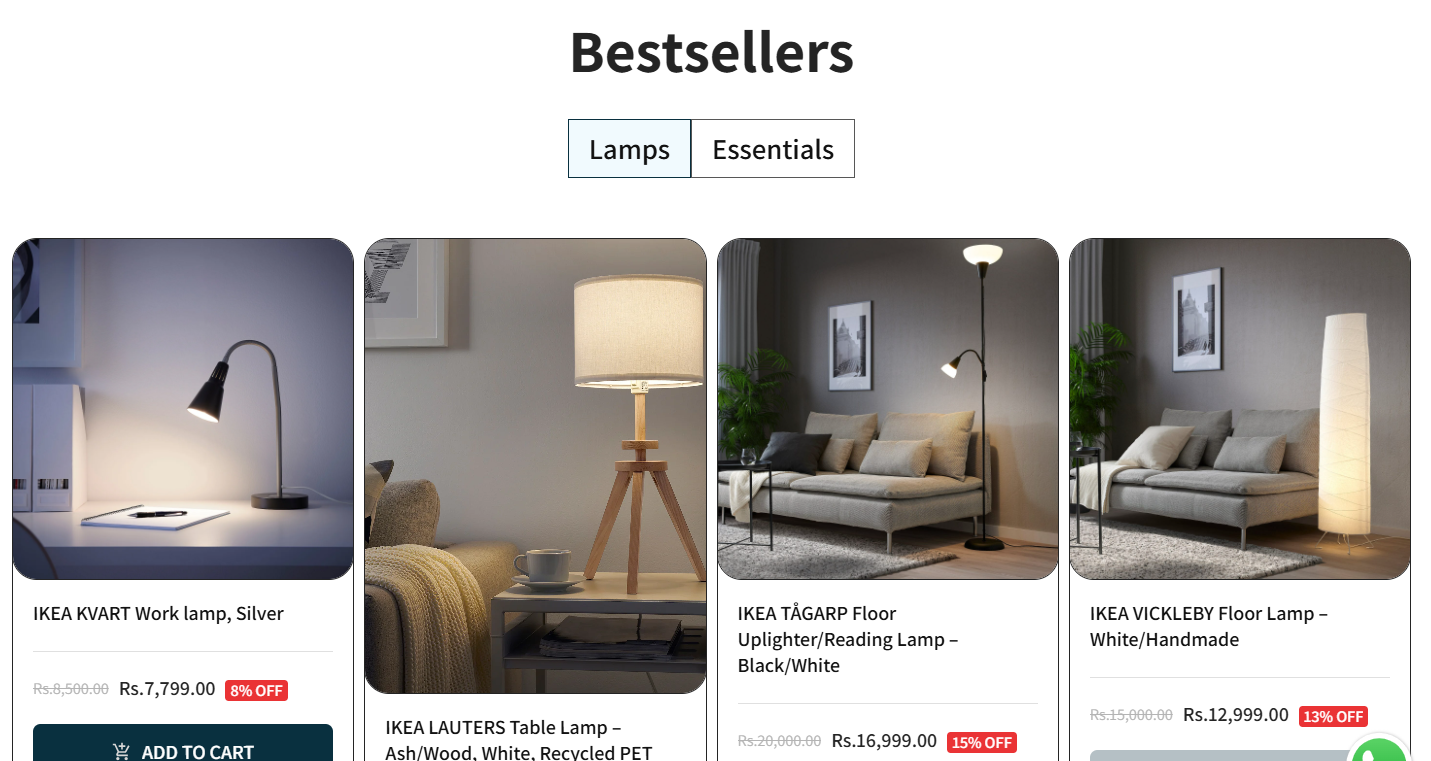 Bestsellers
Lamps
Essentials
IKEA KVART Work lamp, Silver
Rs.8,500.00 Rs.7,799.00 8% OFF
ADD TO CART
IKEA LAUTERS Table Lamp –
Ash/Wood, White, Recycled PET
IKEA TÅGARP Floor
Uplighter/Reading Lamp –
Black/White
Rs.20,000.00 Rs.16,999.00 15% OFF
IKEA VICKLEBY Floor Lamp –
White/Handmade
Rs.15,000.00 Rs.12,999.00 13% OFF